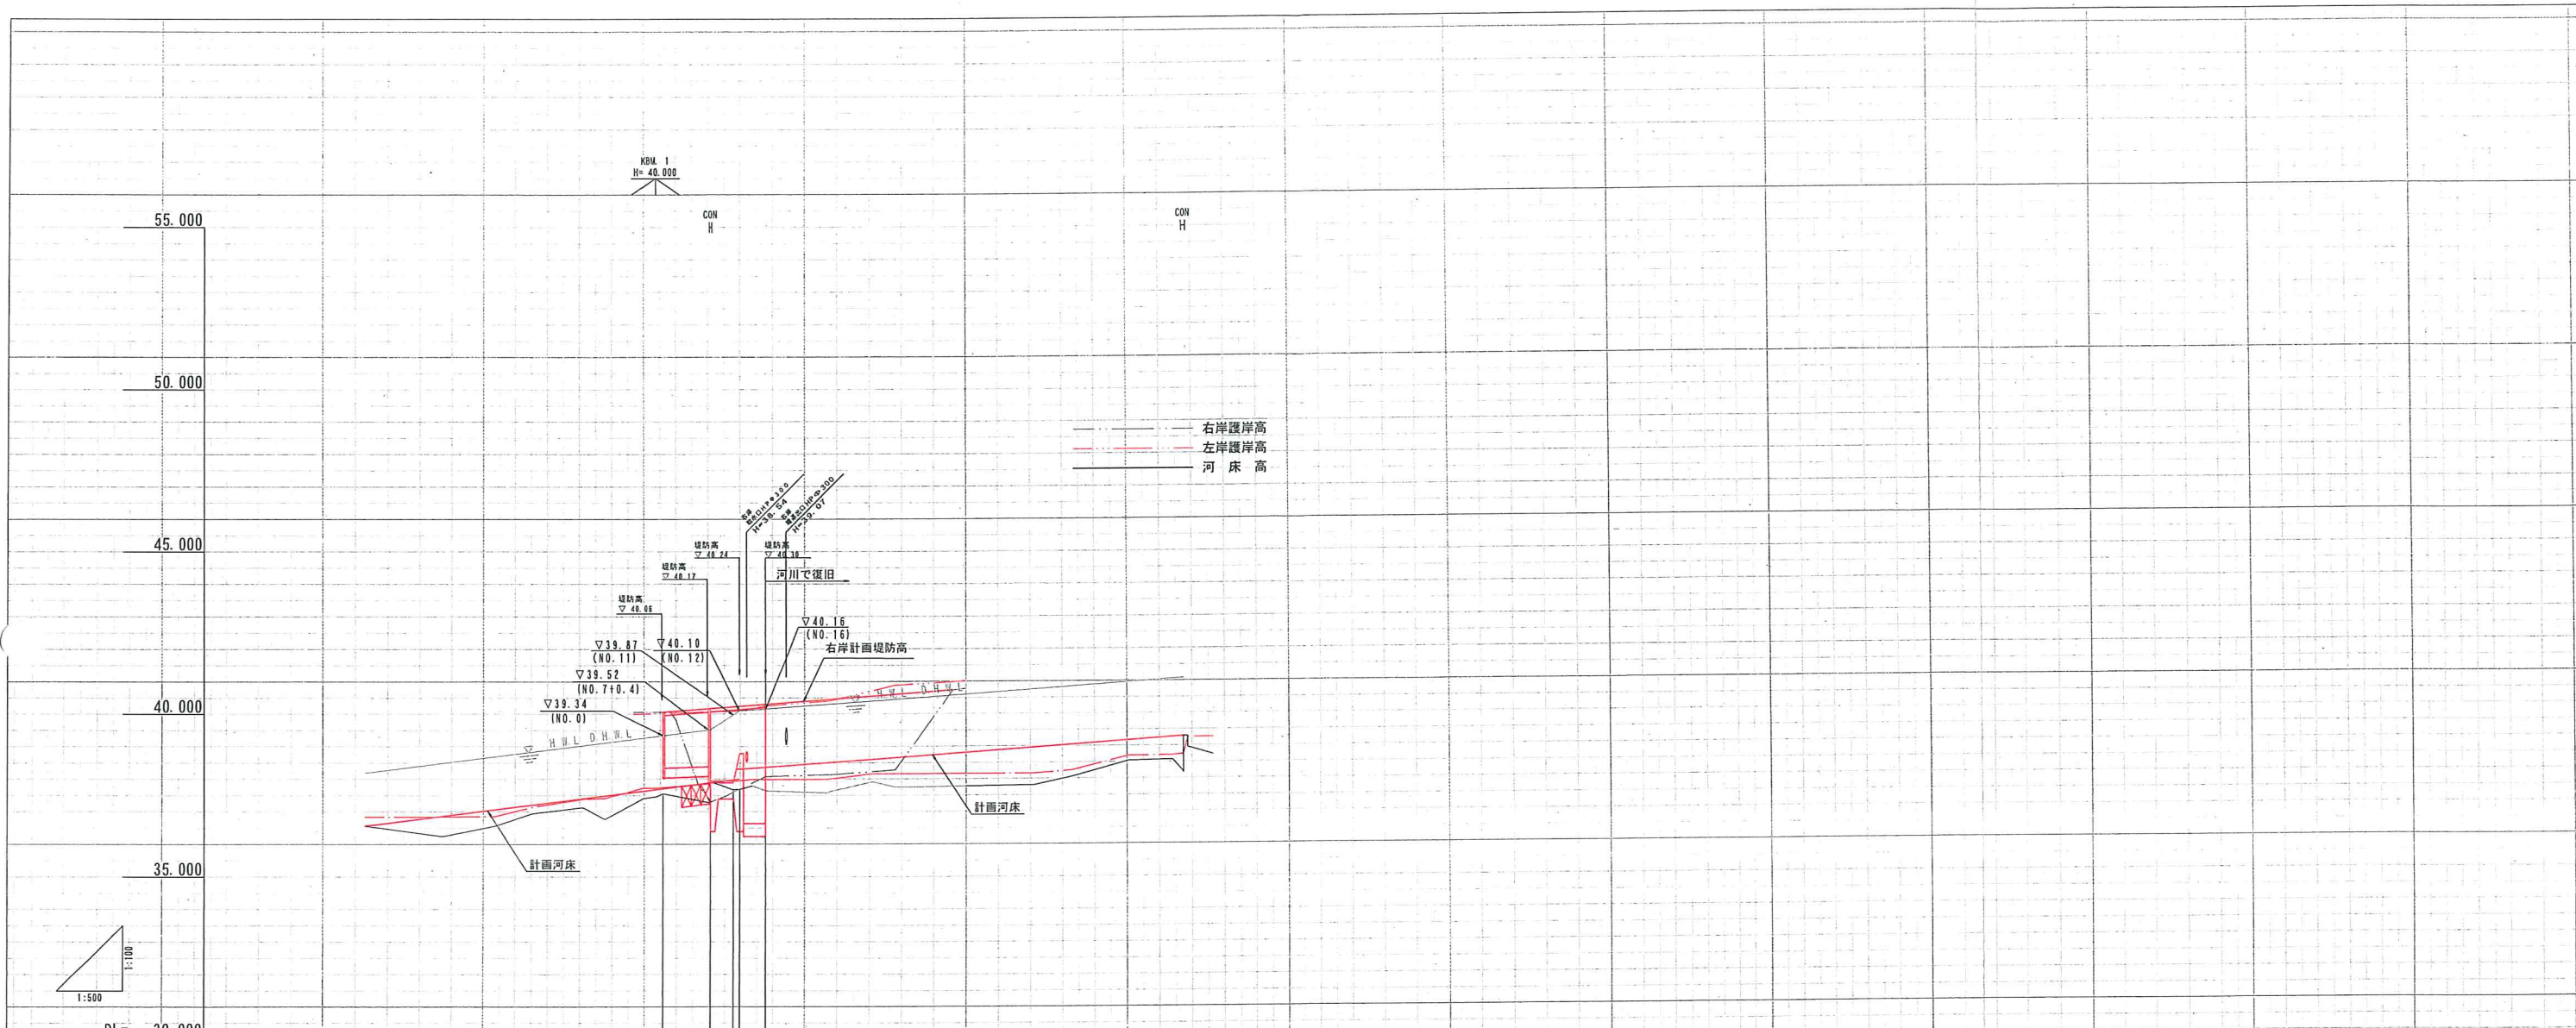 KBM. 1
H= 40.000
CON
H
CON
H
55.000
50.000
右岸護岸高
左岸護岸高
河 床 高
H=38.54
H=39.07
45.000
堤防高
▽ 40.24
堤防高
▽ 40.30
堤防高
▽ 40.17
河川で復旧
堤防高
▽ 40.06
▽40.16
(NO.16)
▽39.87
(NO.11)
▽40.10
(NO.12)
右岸計画堤防高
▽39.52
(NO.7+0.4)
H.W.L D.H.W.L
▽39.34
(NO.0)
40.000
H.W.L D.H.W.L
計画河床
計画河床
35.000
1:100
1:500